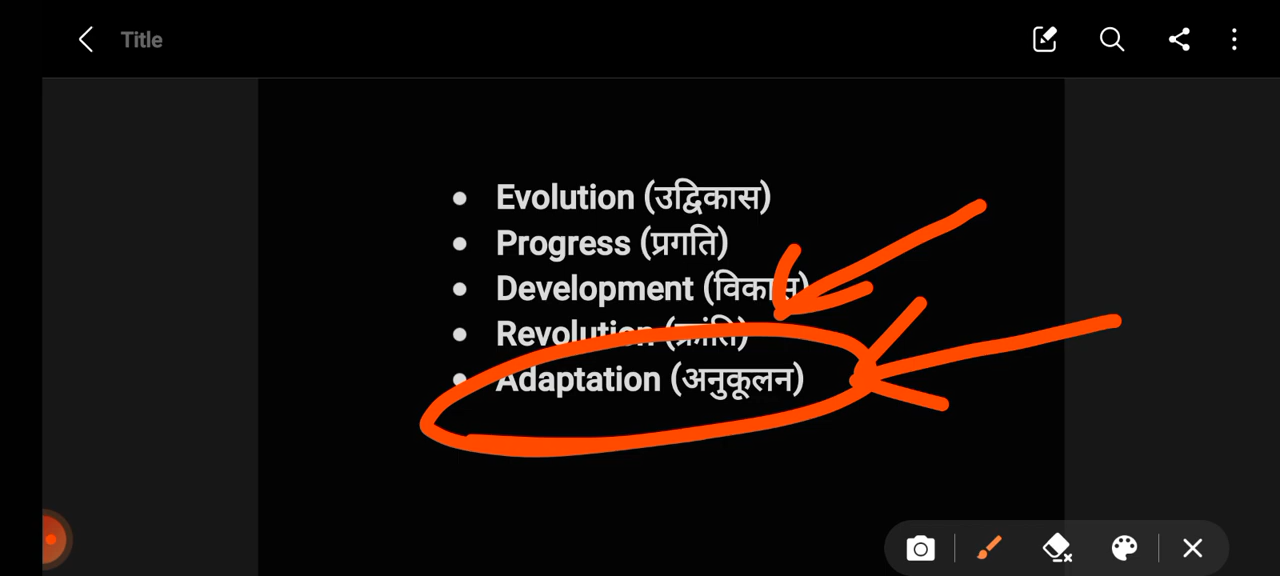 Title
Evolution (उद्विकास)
Progress (प्रगति)
Development (विकास)
Revolution (क्रांति)
Adaptation (अनुकूलन)